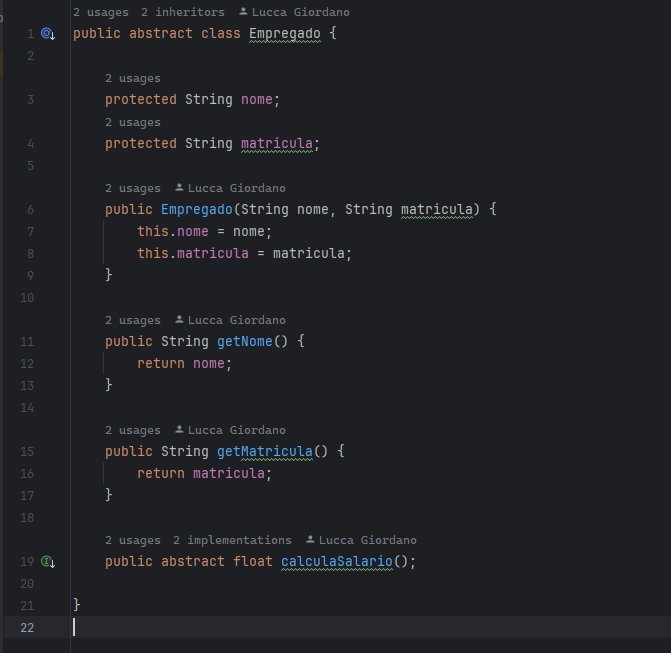 2 usages 2 inheritors Lucca Giordano
1 public abstract class Empregado {
2
2 usages
3 protected String nome;
2 usages
4 protected String matricula;
5
2 usages Lucca Giordano
6 public Empregado(String nome, String matricula) {
7 this.nome = nome;
8 this.matricula = matricula;
9 }
10
2 usages Lucca Giordano
11 public String getNome() {
12 return nome;
13 }
14
2 usages Lucca Giordano
15 public String getMatricula() {
16 return matricula;
17 }
18
2 usages 2 implementations Lucca Giordano
19 public abstract float calculaSalario();
20
21 }
22